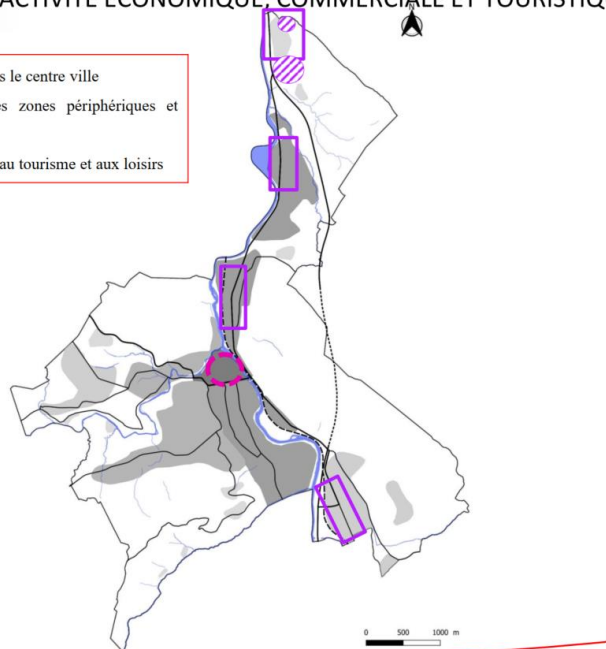 ACTIVITE ECONOMIQUE, COMMERCIALE ET TOURISTIQ
s le centre ville
es zones périphériques et
au tourisme et aux loisirs
0 500 1000 m